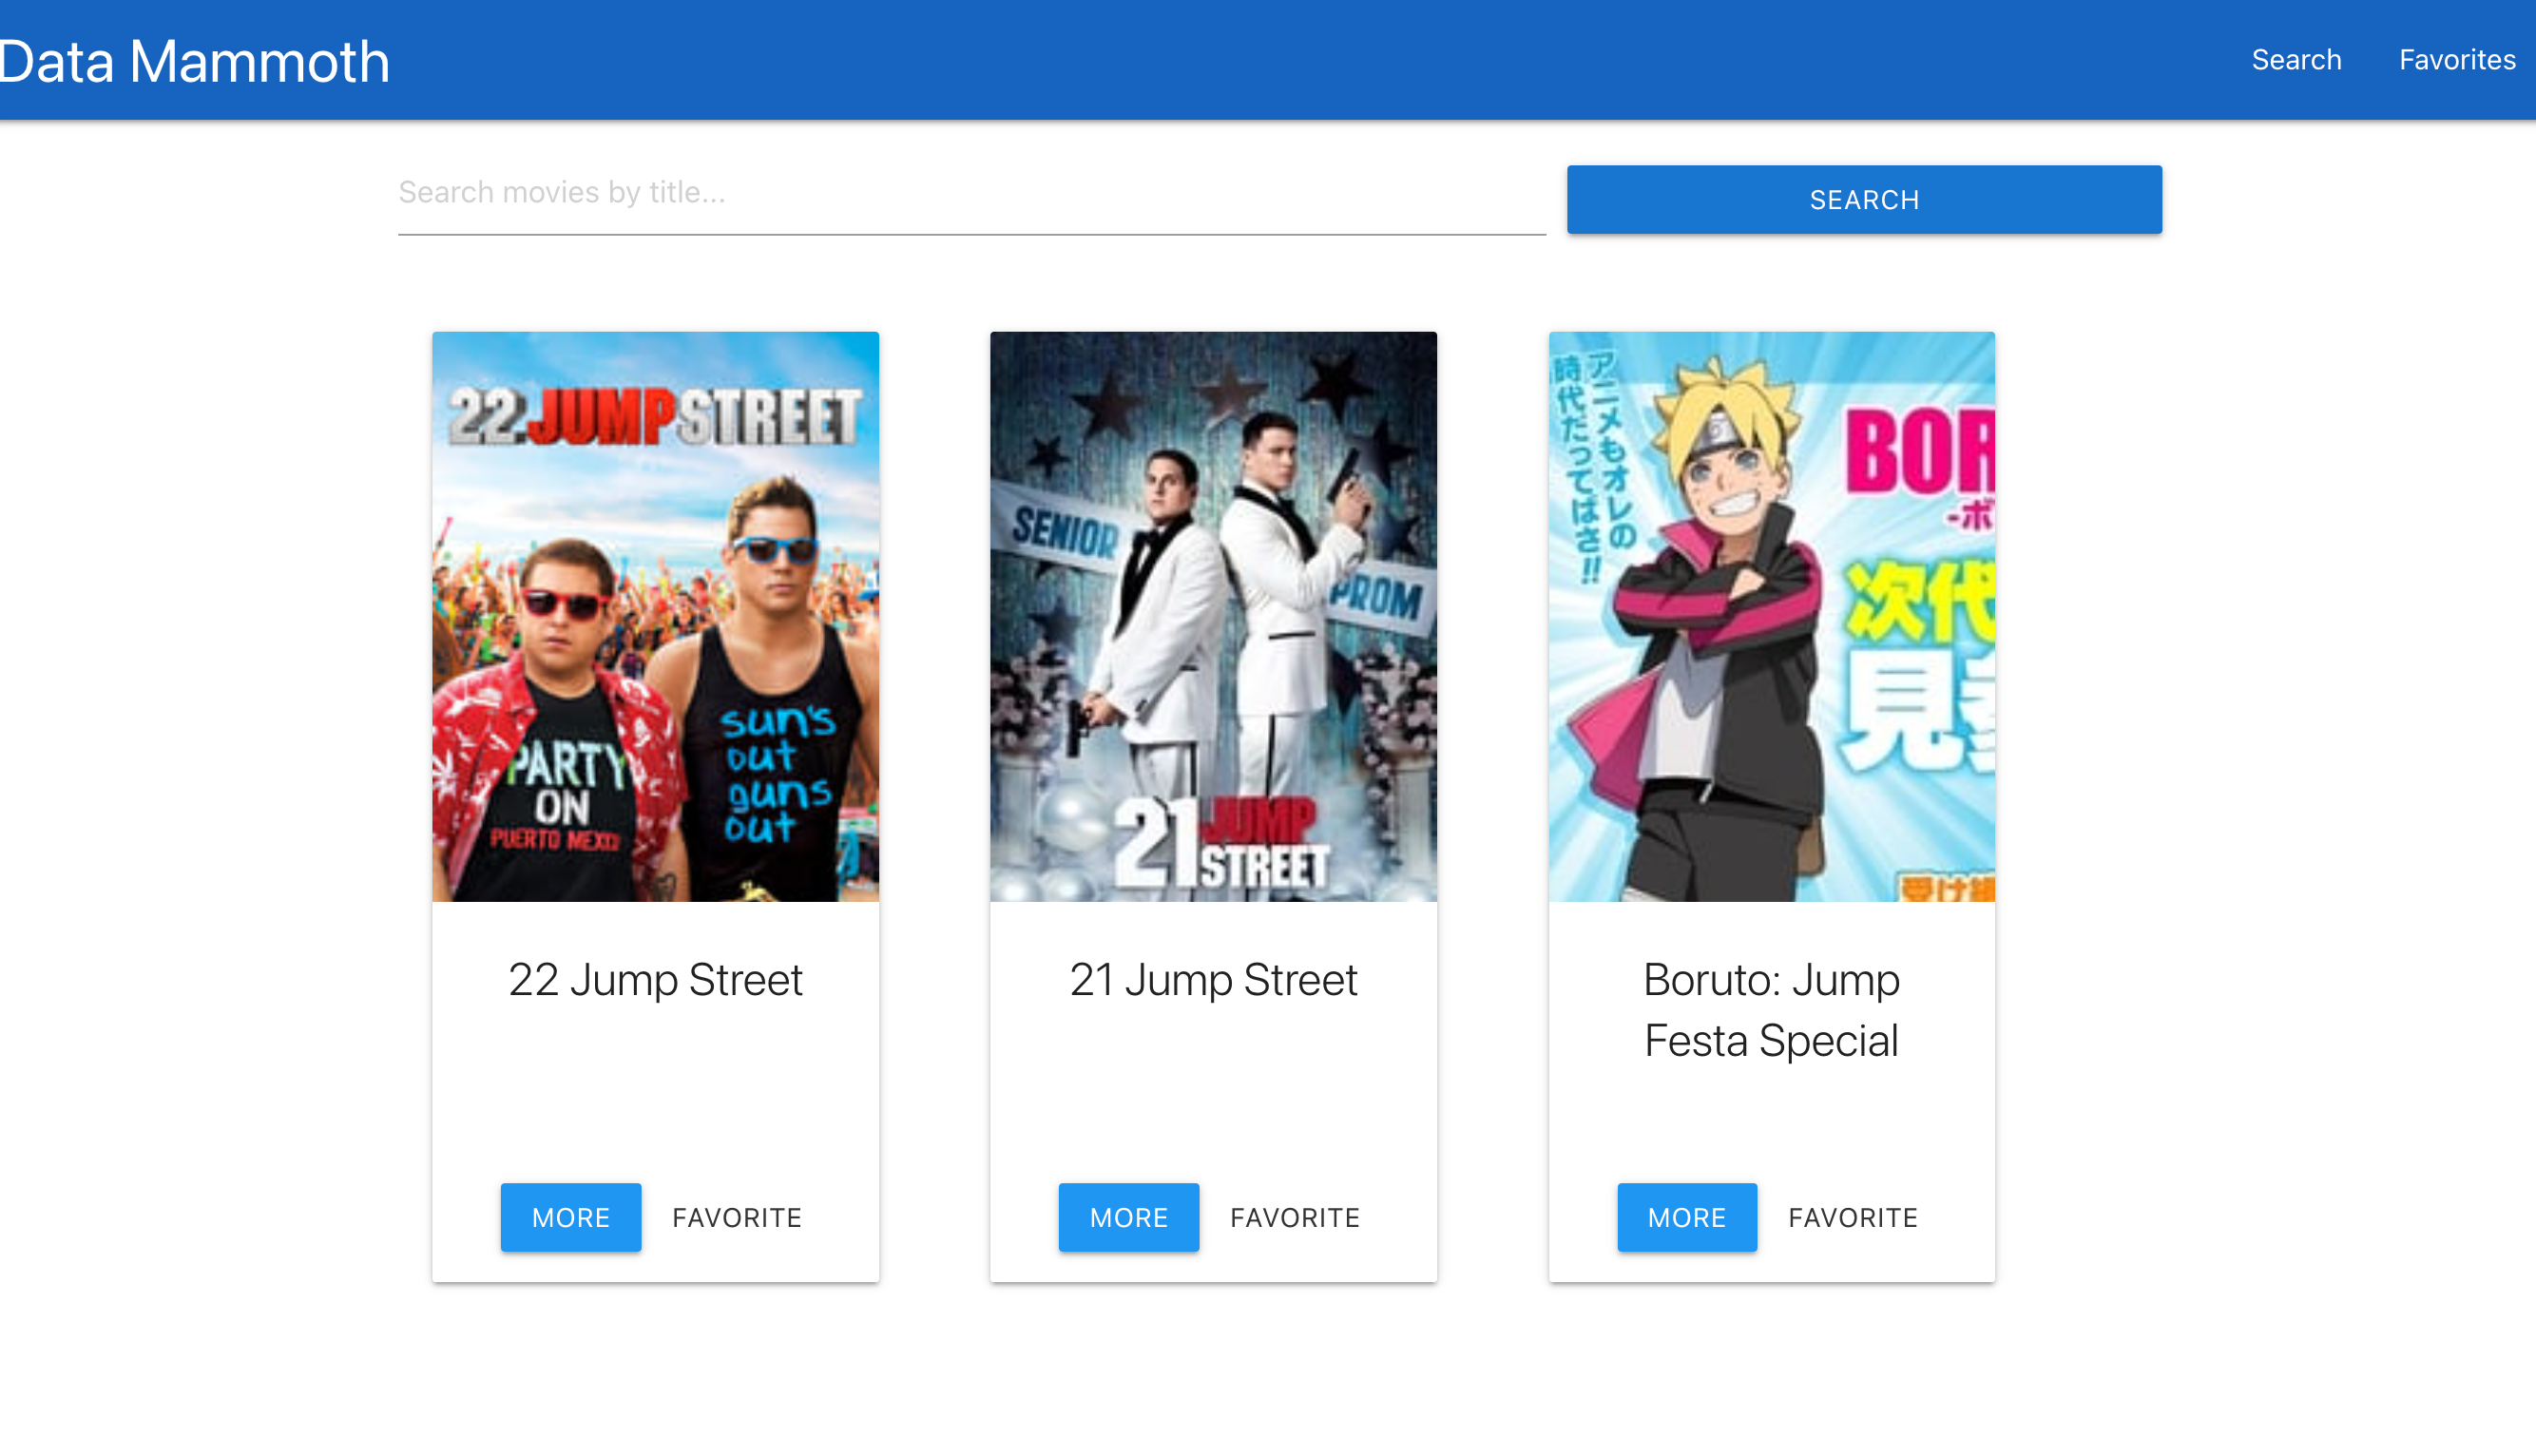 Data Mammoth
Search
Favorites
Search movies by title...
SEARCH
22 JUMP STREET
PARTY
ON
PUERTO MEXICO
sun's
out
guns
out
22 Jump Street
MORE
FAVORITE
SENIOR
PROM
21 JUMP
STREET
21 Jump Street
MORE
FAVORITE
アニメもオレの
時代だってばさ!!
BOR
-ボ
次代
見参
受け継
Boruto: Jump
Festa Special
MORE
FAVORITE